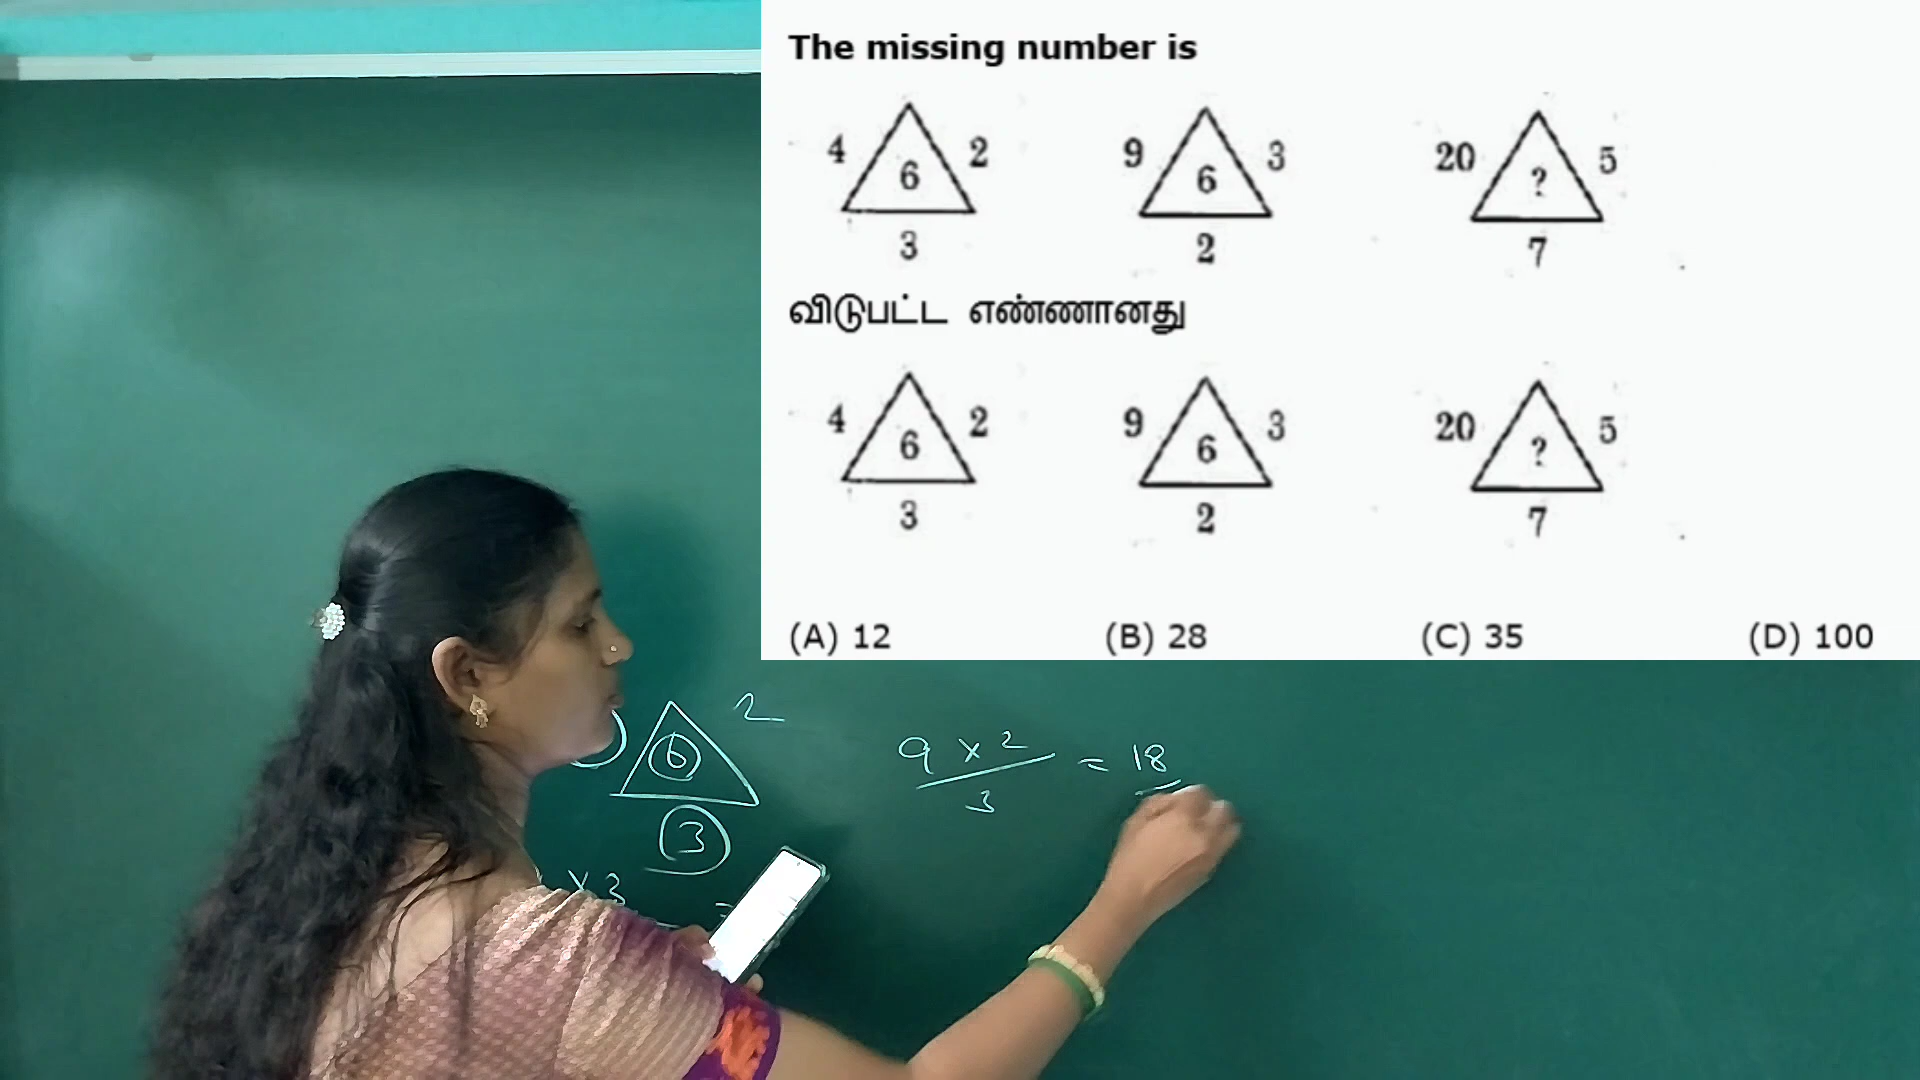 The missing number is
4 6 2 3
9 6 3 2
20 ? 5 7
விடுபட்ட எண்ணானது
4 6 2 3
9 6 3 2
20 ? 5 7
(A) 12 (B) 28 (C) 35 (D) 100
2
6
3
× 3
9 × 2 = 18
3